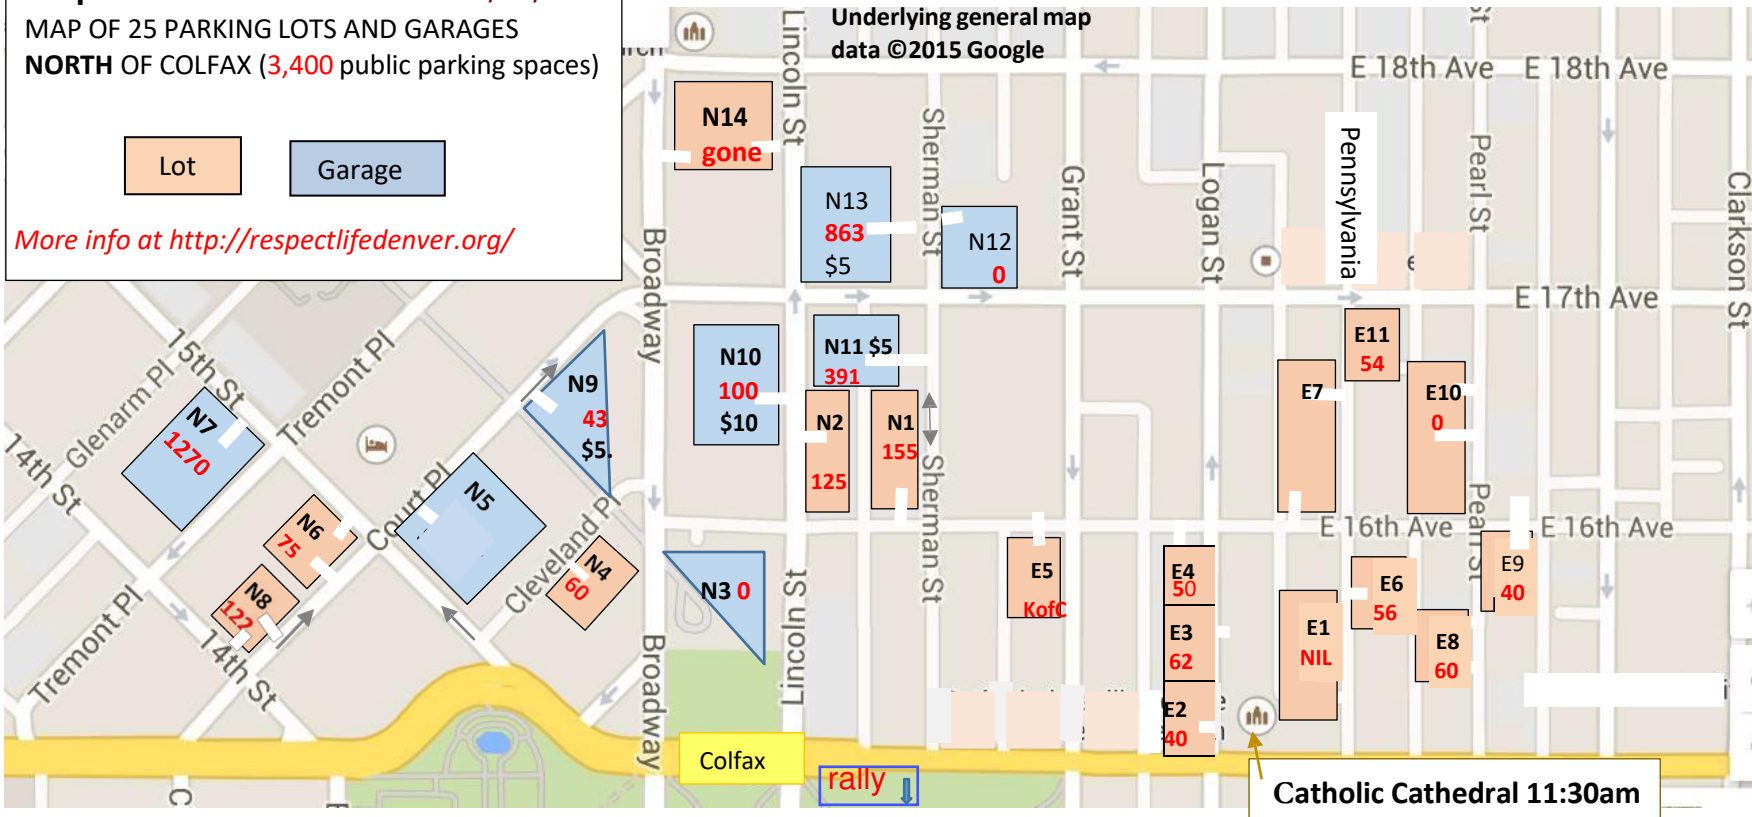 MAP OF 25 PARKING LOTS AND GARAGES
NORTH OF COLFAX (3,400 public parking spaces)
Lot
Garage
More info at http://respectlifedenver.org/
Underlying general map
data ©2015 Google
Lincoln St
E 18th Ave
E 18th Ave
N14
gone
N13
863
$5
Sherman St
N12
0
Grant St
Logan St
Pennsylvania
Pearl St
Clarkson St
Broadway
E 17th Ave
15th St
Tremont Pl
Glenarm Pl
14th St
N7
1270
N9
43
$5.
N10
100
$10
N11 $5
391
N2
125
N1
155
Sherman St
E11
54
E7
E10
0
Court Pl
N5
N6
75
N8
122
Cleveland Pl
N4
60
N3 0
Lincoln St
E 16th Ave
Pearl St
E 16th Ave
E5
KofC
E4
50
E3
62
E2
40
E1
NIL
E6
56
E8
60
E9
40
Tremont Pl
14th St
Broadway
Colfax
rally
Catholic Cathedral 11:30am